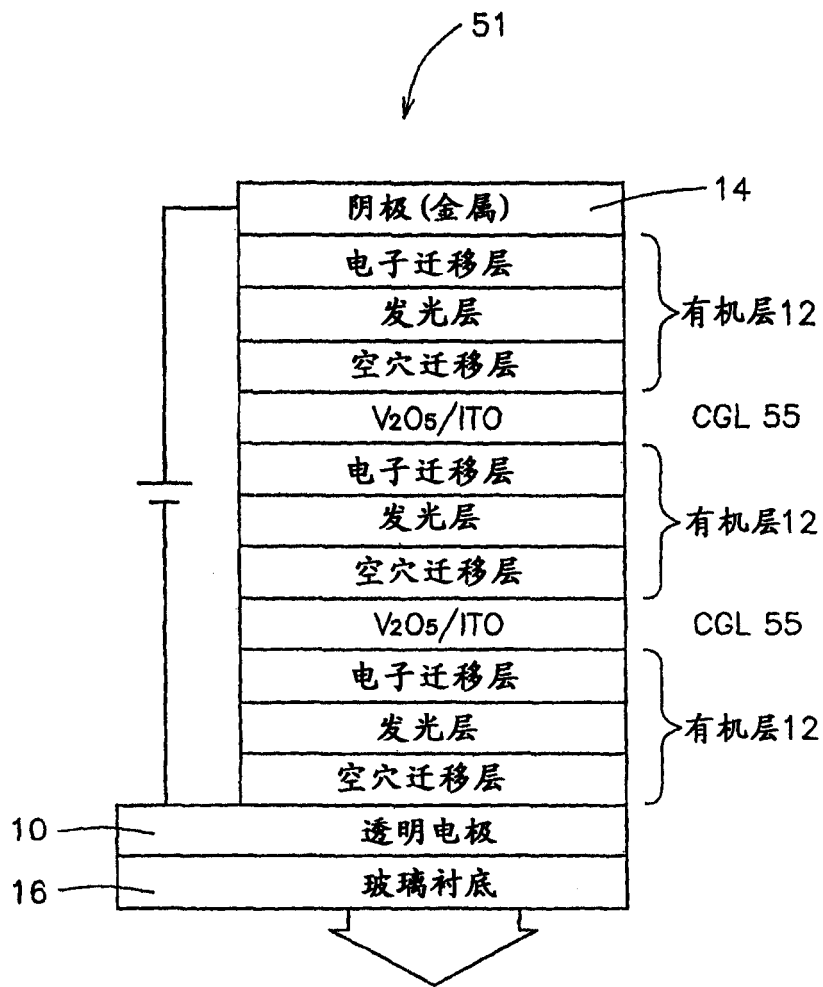 51
阴极(金属)
14
电子迁移层
发光层
有机层12
空穴迁移层
V₂O₅/ITO
CGL 55
电子迁移层
发光层
有机层12
空穴迁移层
V₂O₅/ITO
CGL 55
电子迁移层
发光层
有机层12
空穴迁移层
10
透明电极
16
玻璃衬底